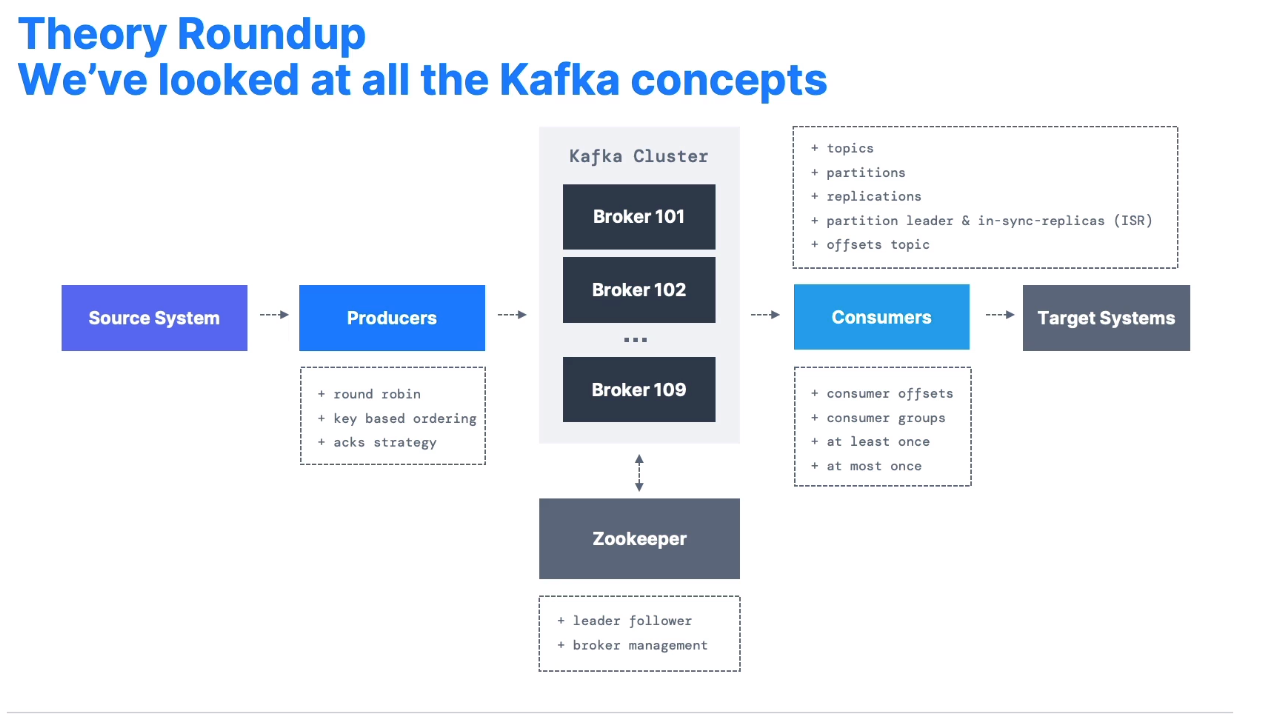 Theory Roundup
We’ve looked at all the Kafka concepts
Kafka Cluster
Broker 101
Broker 102
...
Broker 109
+ topics
+ partitions
+ replications
+ partition leader & in-sync-replicas (ISR)
+ offsets topic
Source System
Producers
Consumers
Target Systems
+ round robin
+ key based ordering
+ acks strategy
+ consumer offsets
+ consumer groups
+ at least once
+ at most once
Zookeeper
+ leader follower
+ broker management